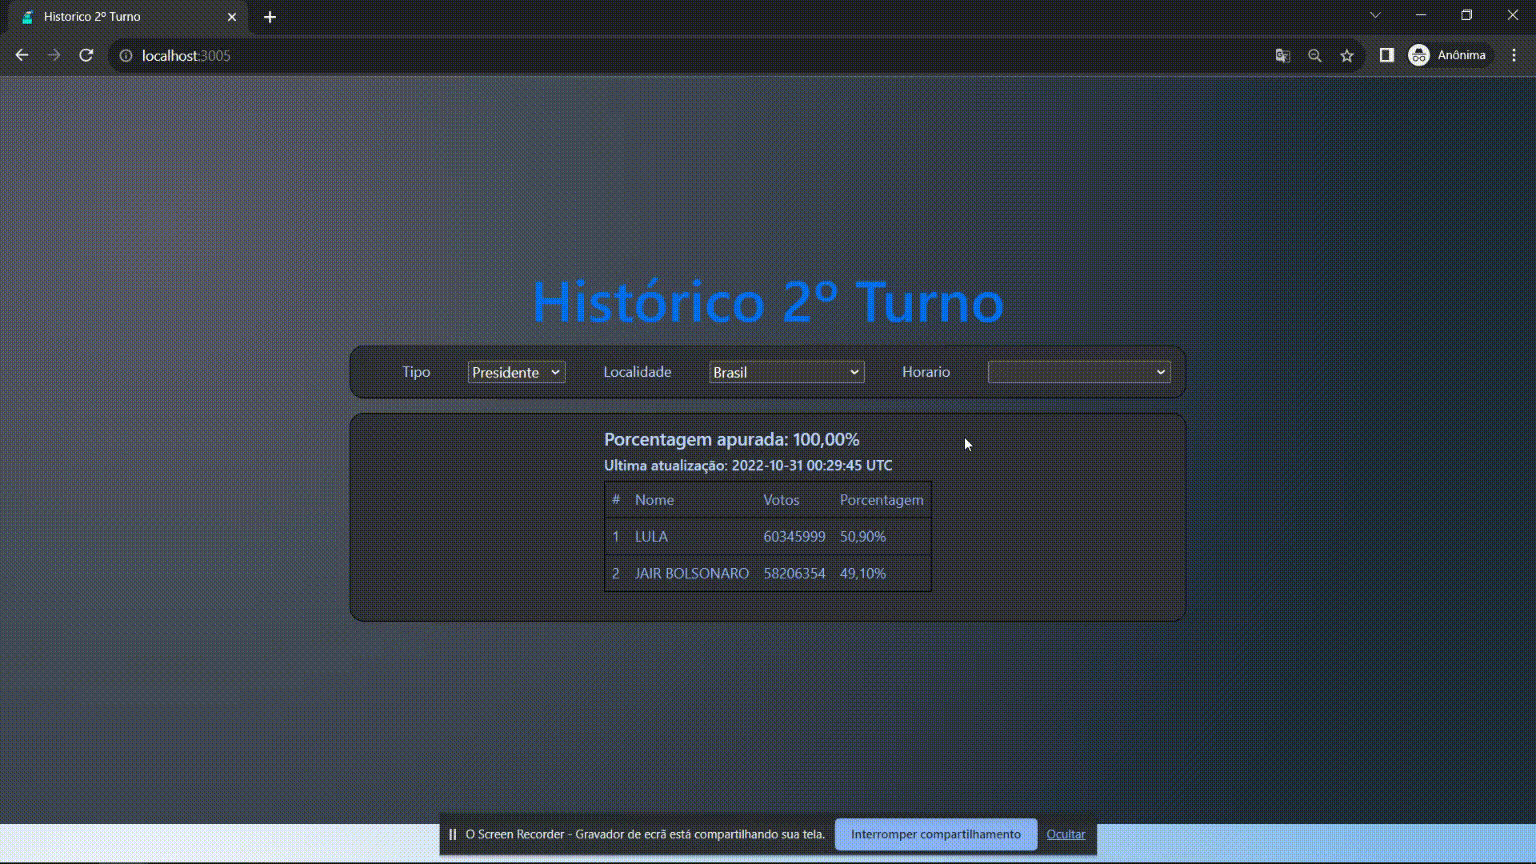 Historico 2º Turno
localhost:3005
Anônima
Histórico 2º Turno
Tipo Presidente Localidade Brasil Horario
Porcentagem apurada: 100,00%
Ultima atualização: 2022-10-31 00:29:45 UTC
# Nome Votos Porcentagem
1 LULA 60345999 50,90%
2 JAIR BOLSONARO 58206354 49,10%
O Screen Recorder - Gravador de ecrã está compartilhando sua tela. Interromper compartilhamento Ocultar